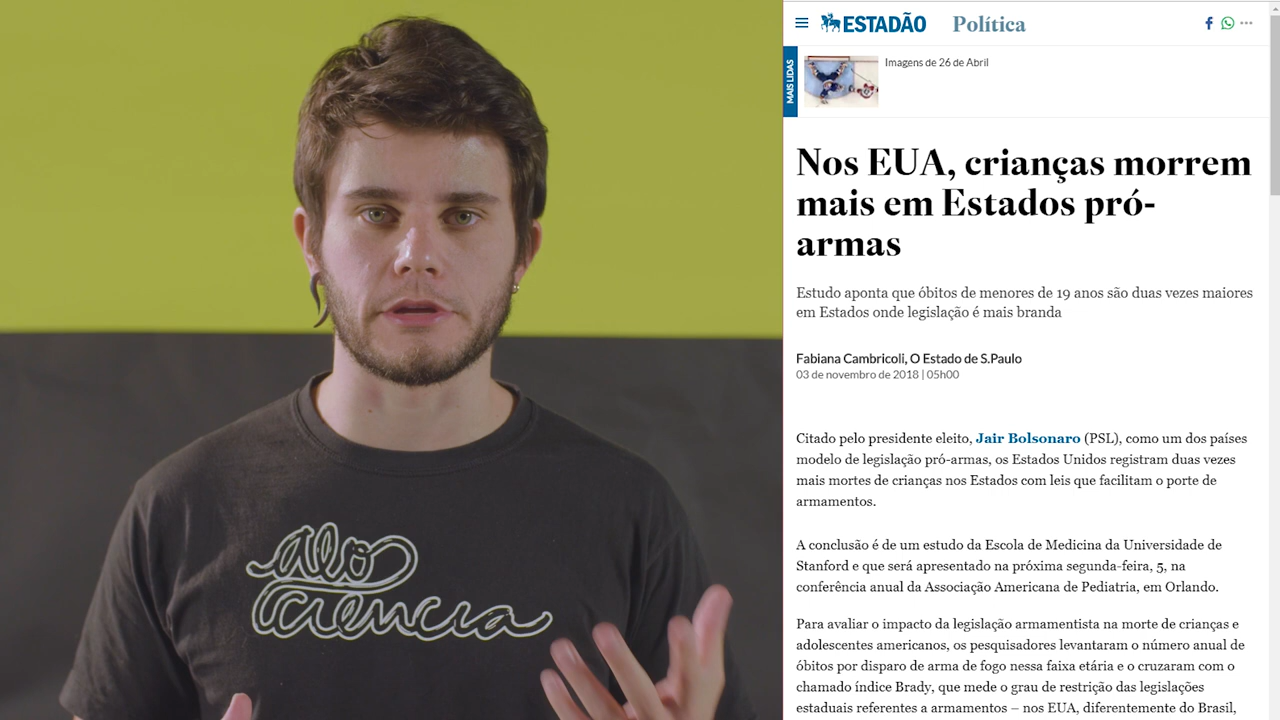 alo
ciência
ESTADÃO Política
MAIS LIDAS
Imagens de 26 de Abril
Nos EUA, crianças morrem
mais em Estados pró-
armas
Estudo aponta que óbitos de menores de 19 anos são duas vezes maiores
em Estados onde legislação é mais branda
Fabiana Cambricoli, O Estado de S.Paulo
03 de novembro de 2018 | 05h00
Citado pelo presidente eleito, Jair Bolsonaro (PSL), como um dos países
modelo de legislação pró-armas, os Estados Unidos registram duas vezes
mais mortes de crianças nos Estados com leis que facilitam o porte de
armamentos.
A conclusão é de um estudo da Escola de Medicina da Universidade de
Stanford e que será apresentado na próxima segunda-feira, 5, na
conferência anual da Associação Americana de Pediatria, em Orlando.
Para avaliar o impacto da legislação armamentista na morte de crianças e
adolescentes americanos, os pesquisadores levantaram o número anual de
óbitos por disparo de arma de fogo nessa faixa etária e o cruzaram com o
chamado índice Brady, que mede o grau de restrição das legislações
estaduais referentes a armamentos – nos EUA, diferentemente do Brasil,